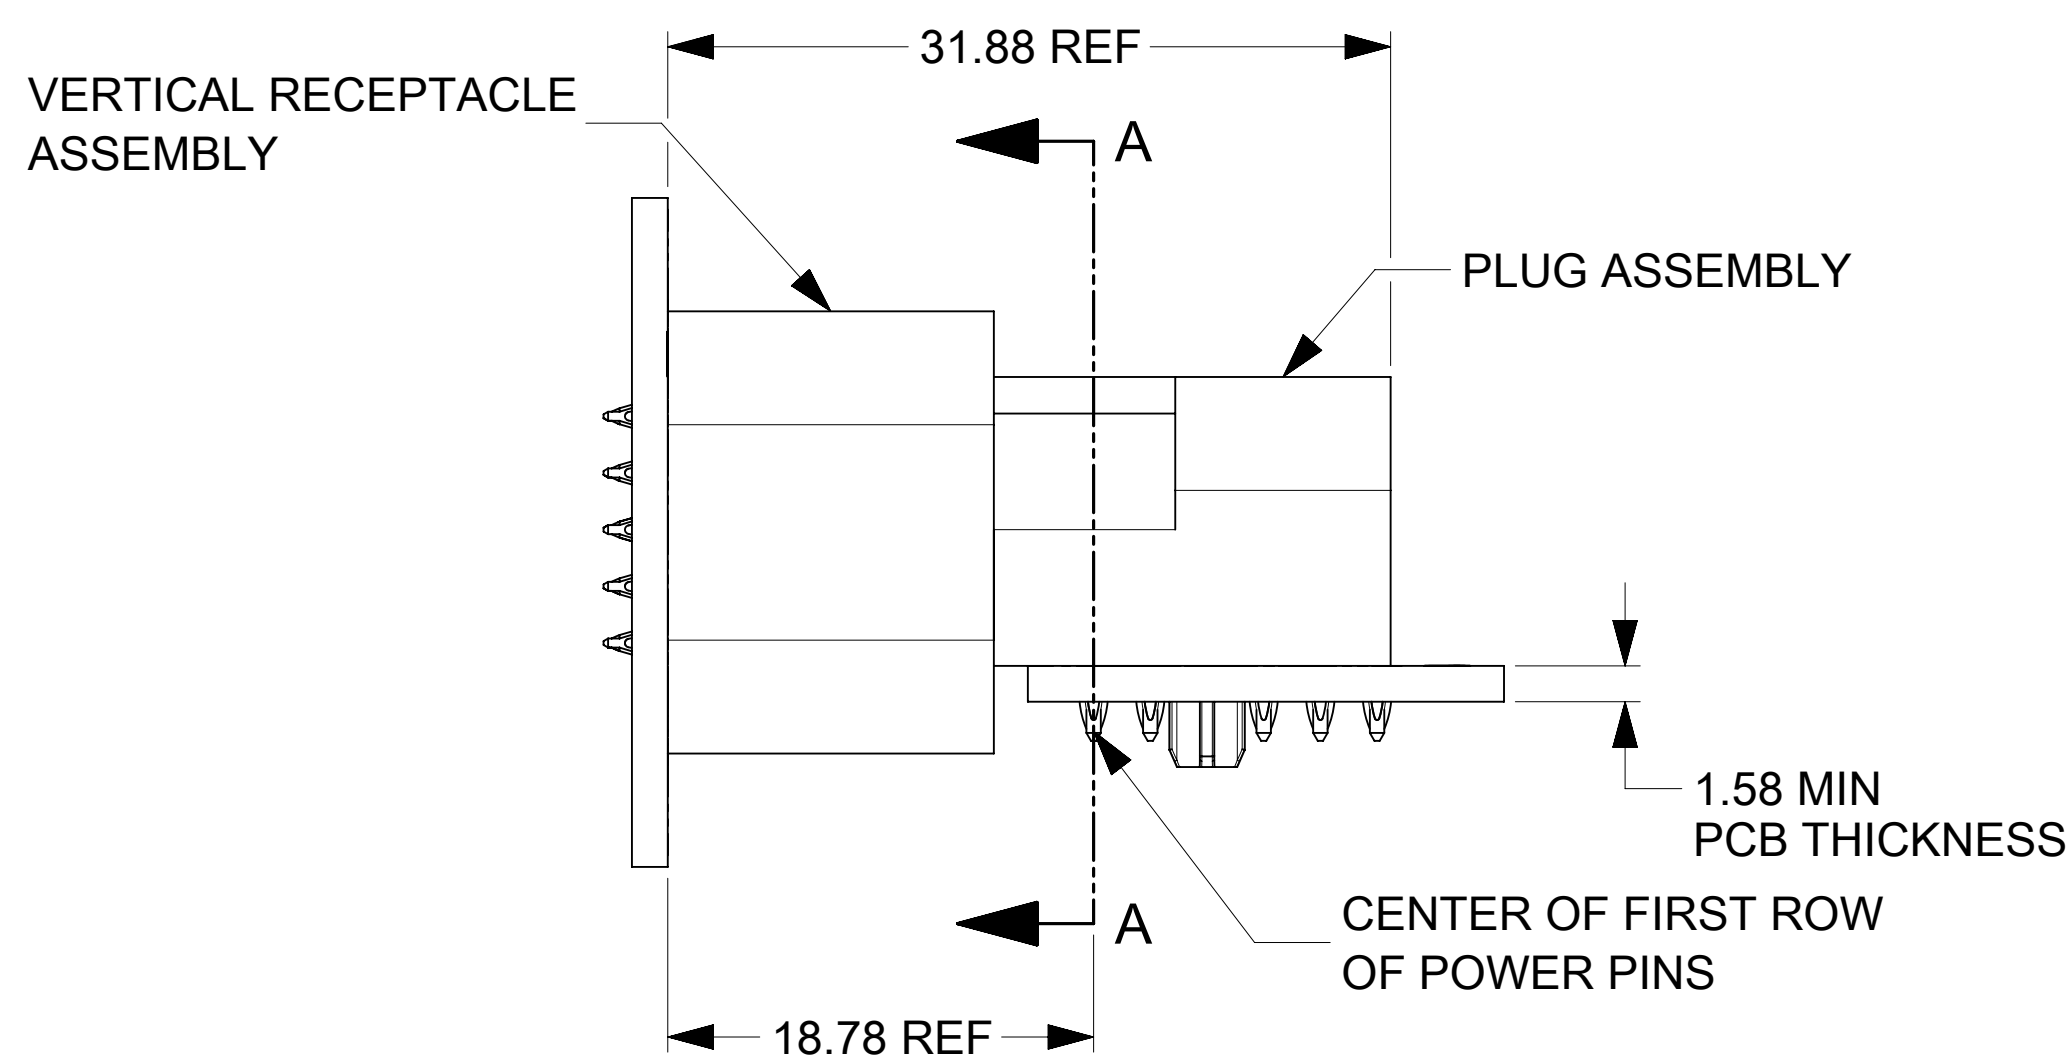 31.88 REF
VERTICAL RECEPTACLE
ASSEMBLY
A
PLUG ASSEMBLY
1.58 MIN
PCB THICKNESS
CENTER OF FIRST ROW
OF POWER PINS
A
18.78 REF